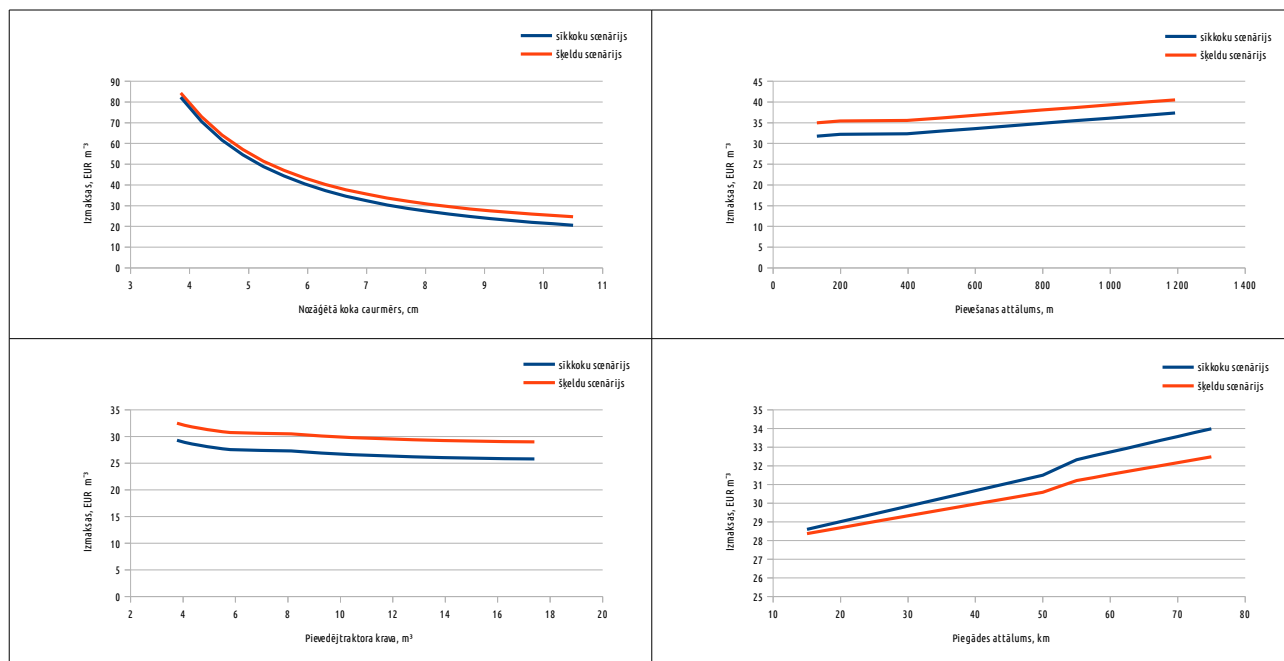 sīkkoku scenārijs
šķeldu scenārijs
Izmaksas, EUR m⁻³
90
80
70
60
50
40
30
20
10
0
3 4 5 6 7 8 9 10 11
Nozāģētā koka caurmērs, cm
sīkkoku scenārijs
šķeldu scenārijs
Izmaksas, EUR m⁻³
45
40
35
30
25
20
15
10
5
0
0 200 400 600 800 1 000 1 200 1 400
Pievešanas attālums, m
sīkkoku scenārijs
šķeldu scenārijs
Izmaksas, EUR m⁻³
35
30
25
20
15
10
5
0
2 4 6 8 10 12 14 16 18 20
Pievedējtraktora krava, m³
sīkkoku scenārijs
šķeldu scenārijs
Izmaksas, EUR m⁻³
35
34
33
32
31
30
29
28
27
26
25
10 20 30 40 50 60 70 80
Piegādes attālums, km